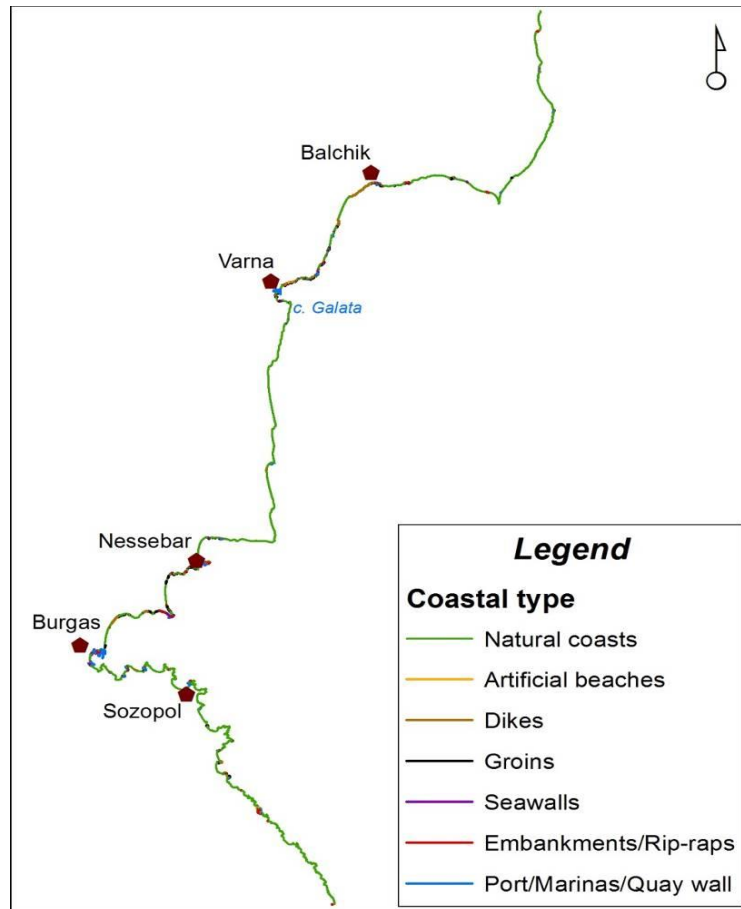 Balchik
Varna
c. Galata
Nessebar
Burgas
Sozopol
Legend
Coastal type
Natural coasts
Artificial beaches
Dikes
Groins
Seawalls
Embankments/Rip-raps
Port/Marinas/Quay wall